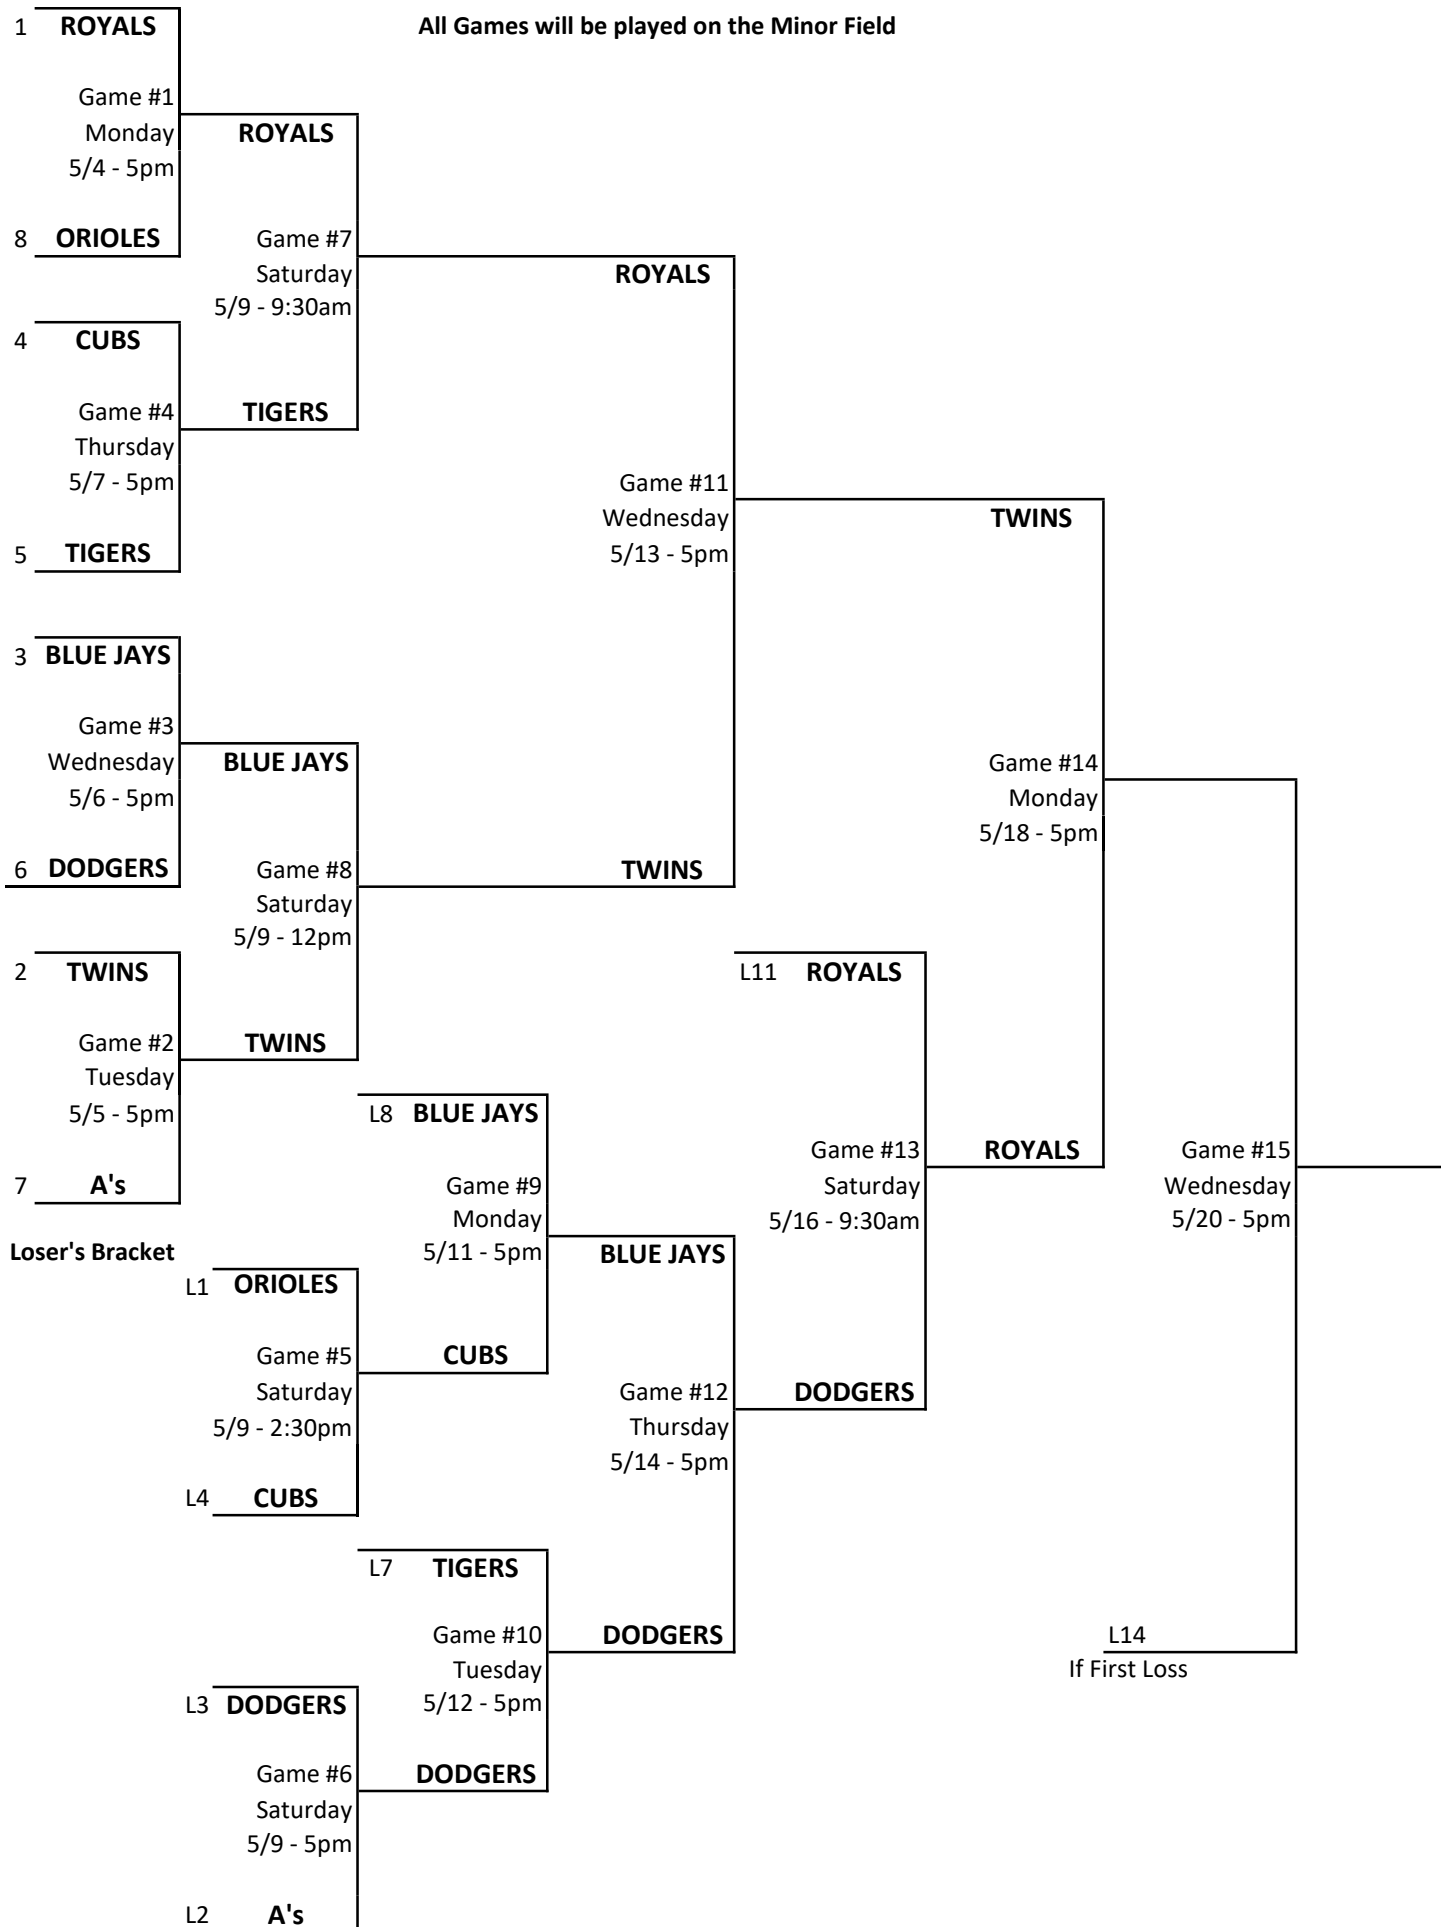 All Games will be played on the Minor Field
1 ROYALS
Game #1
Monday
5/4 - 5pm
8 ORIOLES
ROYALS
Game #7
Saturday
5/9 - 9:30am
4 CUBS
Game #4
Thursday
5/7 - 5pm
5 TIGERS
TIGERS
ROYALS
Game #11
Wednesday
5/13 - 5pm
3 BLUE JAYS
Game #3
Wednesday
5/6 - 5pm
6 DODGERS
BLUE JAYS
Game #8
Saturday
5/9 - 12pm
TWINS
2 TWINS
Game #2
Tuesday
5/5 - 5pm
7 A's
TWINS
TWINS
Game #14
Monday
5/18 - 5pm
L11 ROYALS
Game #13
Saturday
5/16 - 9:30am
ROYALS
Game #15
Wednesday
5/20 - 5pm
L8 BLUE JAYS
Game #9
Monday
5/11 - 5pm
BLUE JAYS
Loser's Bracket
L1 ORIOLES
Game #5
Saturday
5/9 - 2:30pm
L4 CUBS
CUBS
Game #12
Thursday
5/14 - 5pm
DODGERS
L7 TIGERS
Game #10
Tuesday
5/12 - 5pm
DODGERS
L14
If First Loss
L3 DODGERS
Game #6
Saturday
5/9 - 5pm
DODGERS
L2 A's